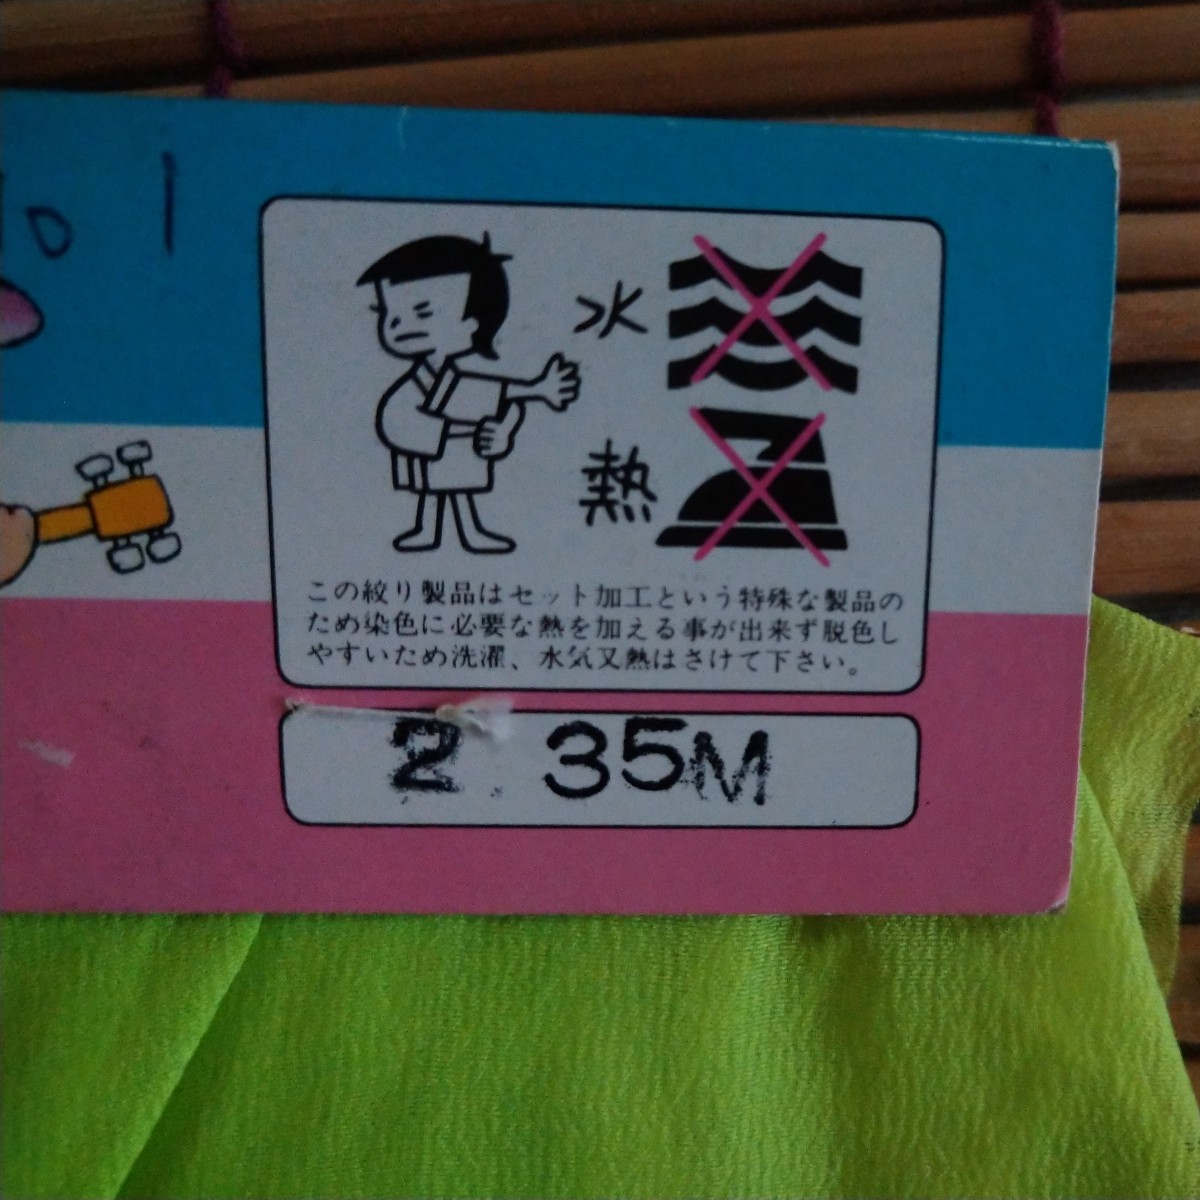 o 1
水
熱
この絞り製品はセット加工という特殊な製品の
ため染色に必要な熱を加える事が出来ず脱色し
やすいため洗濯、水気又熱はさけて下さい。
2 35M